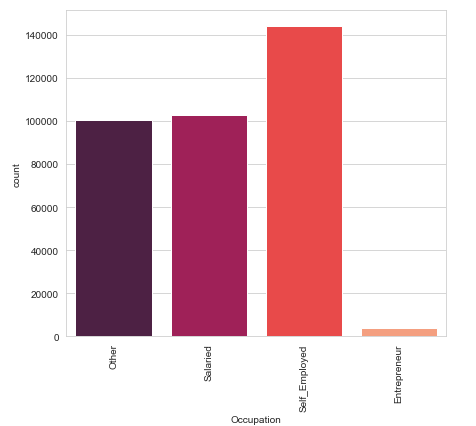 140000
120000
100000
80000
60000
40000
20000
0
count
Other
Salaried
Self_Employed
Entrepreneur
Occupation